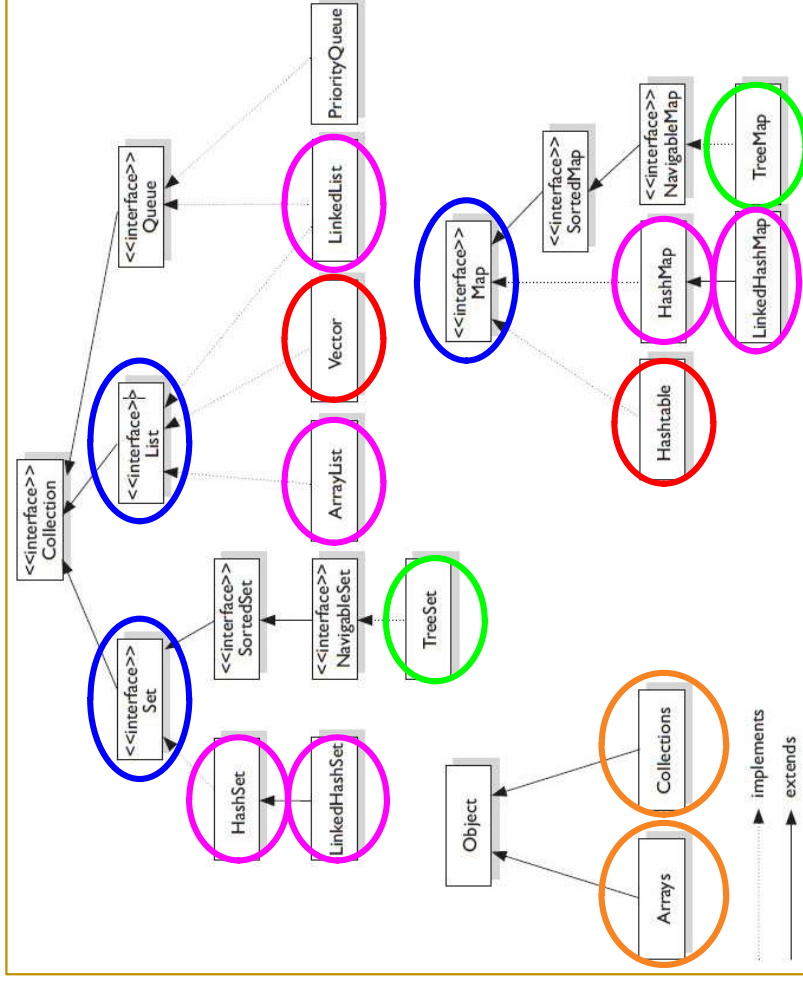 <<interface>>
Collection
<<interface>>
Set
<<interface>>
List
<<interface>>
Queue
HashSet
<<interface>>
SortedSet
LinkedHashSet
<<interface>>
NavigableSet
ArrayList
Vector
LinkedList
PriorityQueue
TreeSet
Object
<<interface>>
Map
<<interface>>
SortedMap
Arrays
Collections
Hashtable
HashMap
<<interface>>
NavigableMap
LinkedHashMap
TreeMap
implements
extends